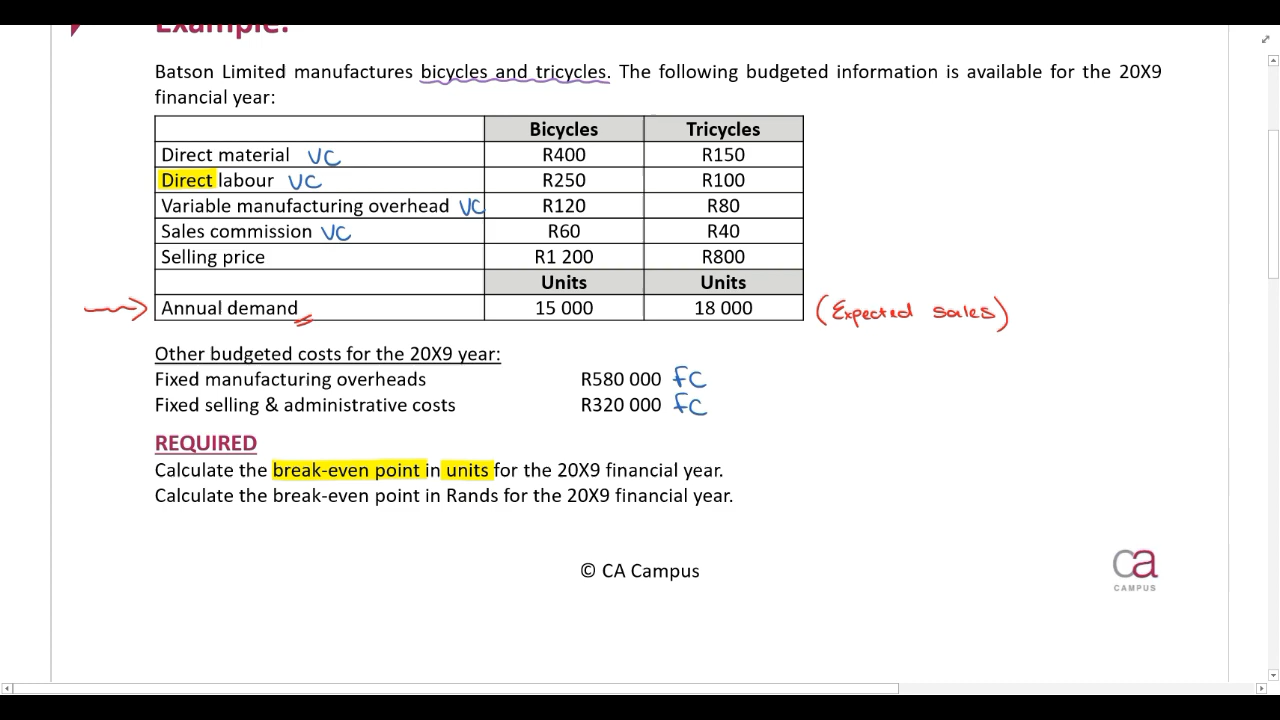 Example:
Batson Limited manufactures bicycles and tricycles. The following budgeted information is available for the 20X9
financial year:
Bicycles Tricycles
Direct material VC R400 R150
Direct labour VC R250 R100
Variable manufacturing overhead VC R120 R80
Sales commission VC R60 R40
Selling price R1 200 R800
Units Units
Annual demand 15 000 18 000 (Expected sales)
Other budgeted costs for the 20X9 year:
Fixed manufacturing overheads R580 000 FC
Fixed selling & administrative costs R320 000 FC
REQUIRED
Calculate the break-even point in units for the 20X9 financial year.
Calculate the break-even point in Rands for the 20X9 financial year.
© CA Campus
ca
CAMPUS